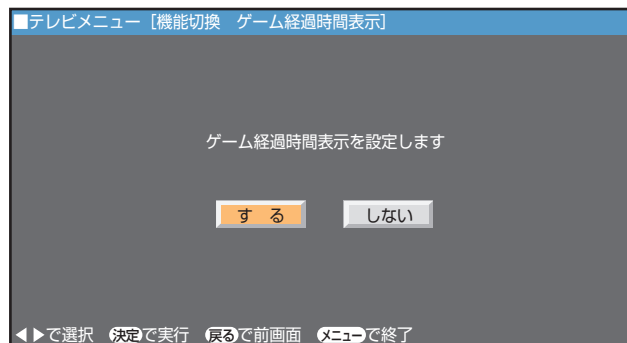 ■テレビメニュー［機能切換　ゲーム経過時間表示］
ゲーム経過時間表示を設定します
す　る　しない
◀▶で選択　決定で実行　戻るで前画面　メニューで終了